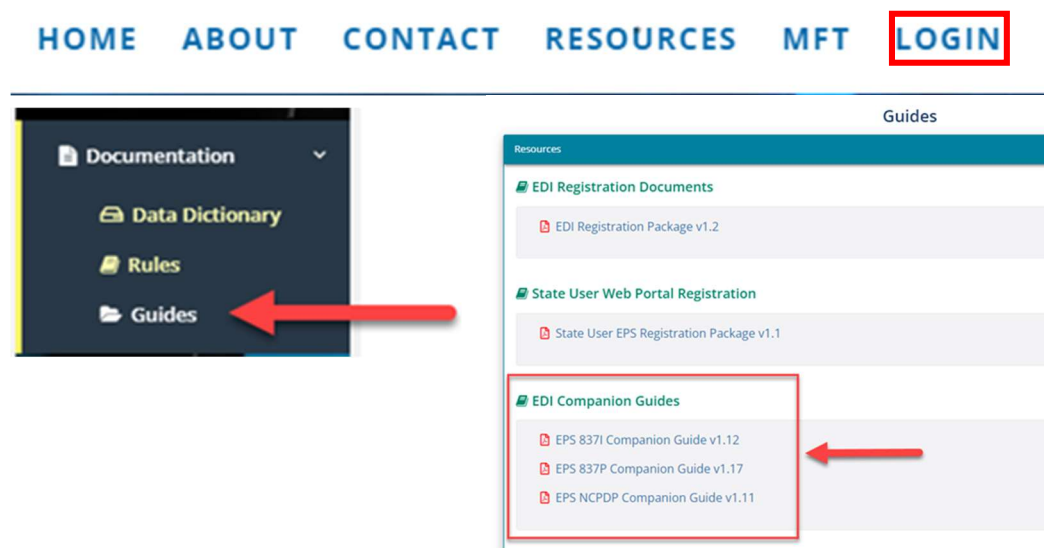 HOME ABOUT CONTACT RESOURCES MFT LOGIN
Documentation
Data Dictionary
Rules
Guides
Guides
Resources
EDI Registration Documents
EDI Registration Package v1.2
State User Web Portal Registration
State User EPS Registration Package v1.1
EDI Companion Guides
EPS 837I Companion Guide v1.12
EPS 837P Companion Guide v1.17
EPS NCPDP Companion Guide v1.11